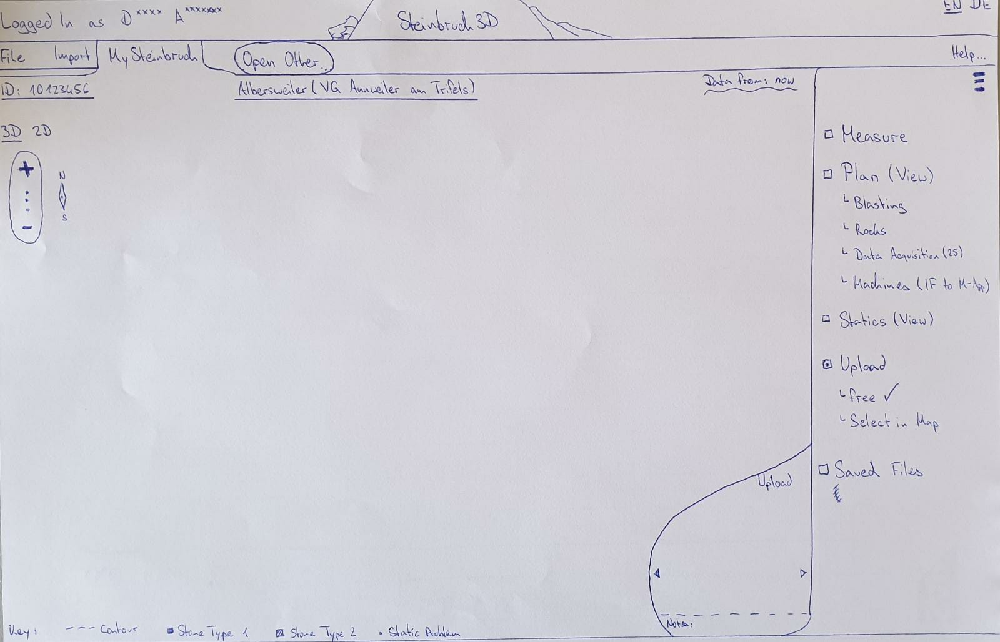 Logged In as D**** A*******
Steinbruch 3D
EN DE
File Import My Steinbruch Open Other... Help...
ID: 10123456
Albersweiler (VG Annweiler am Trifels)
Data from: now
3D 2D
+
N
S
-
Measure
Plan (View)
Blasting
Rocks
Data Acquisition (25)
Machines (IF to M-App)
Statics (View)
Upload
free ✓
Select in Map
Saved Files
Upload
Notes:
Key: --- Contour Stone Type 1 Stone Type 2 Static Problem